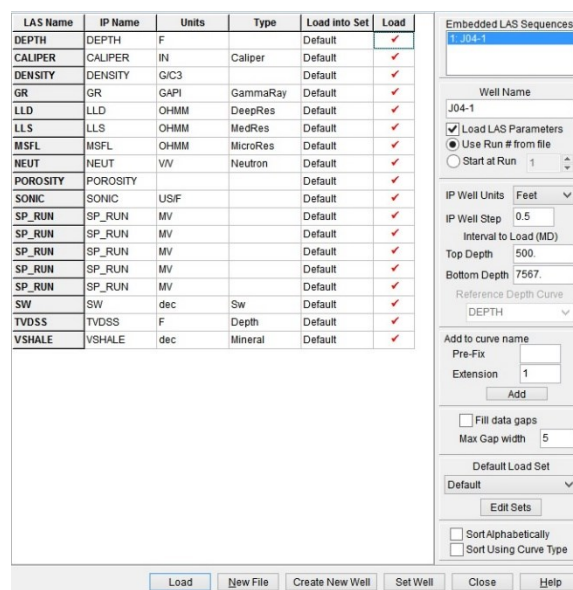 LAS Name IP Name Units Type Load into Set Load
DEPTH DEPTH F Default
CALIPER CALIPER IN Caliper Default
DENSITY DENSITY G/C3 Default
GR GR GAPI GammaRay Default
LLD LLD OHMM DeepRes Default
LLS LLS OHMM MedRes Default
MSFL MSFL OHMM MicroRes Default
NEUT NEUT V/V Neutron Default
POROSITY POROSITY Default
SONIC SONIC US/F Default
SP_RUN SP_RUN MV Default
SP_RUN SP_RUN MV Default
SP_RUN SP_RUN MV Default
SP_RUN SP_RUN MV Default
SP_RUN SP_RUN MV Default
SW SW dec Sw Default
TVDSS TVDSS F Depth Default
VSHALE VSHALE dec Mineral Default
Embedded LAS Sequences
1: J04-1
Well Name
J04-1
Load LAS Parameters
Use Run # from file
Start at Run 1
IP Well Units Feet
IP Well Step 0.5
Interval to Load (MD)
Top Depth 500.
Bottom Depth 7567.
Reference Depth Curve
DEPTH
Add to curve name
Pre-Fix
Extension 1
Add
Fill data gaps
Max Gap width 5
Default Load Set
Default
Edit Sets
Sort Alphabetically
Sort Using Curve Type
Load New File Create New Well Set Well Close Help